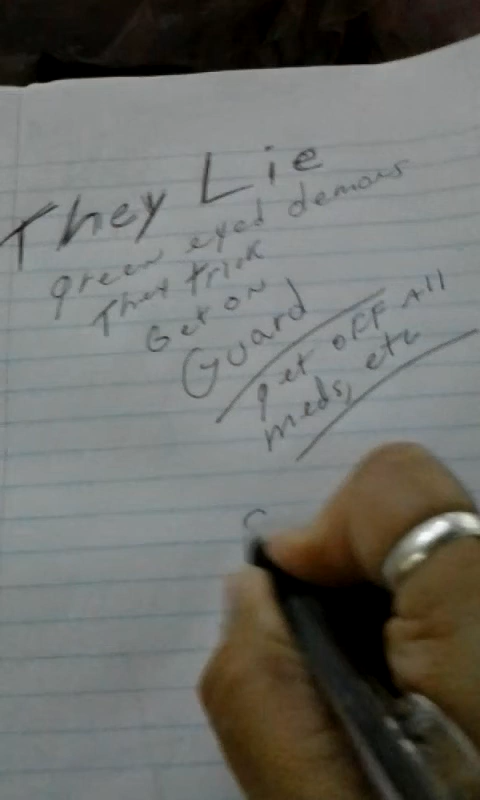 They Lie
green eyed demons
That trick
Get on
Guard
get off All
meds, etc